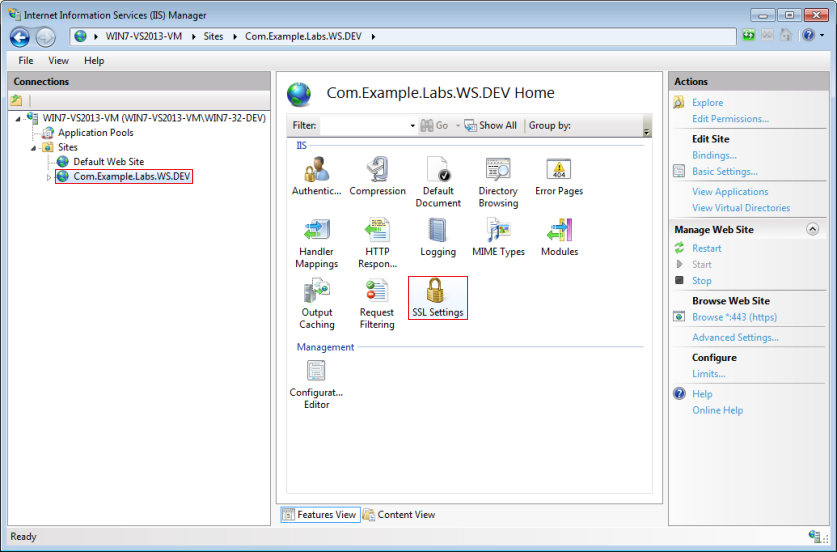 Internet Information Services (IIS) Manager
WIN7-VS2013-VM Sites Com.Example.Labs.WS.DEV
File View Help
Connections
WIN7-VS2013-VM (WIN7-VS2013-VM\WIN7-32-DEV)
Application Pools
Sites
Default Web Site
Com.Example.Labs.WS.DEV
Com.Example.Labs.WS.DEV Home
Filter: Go Show All Group by:
IIS
Authentic... Compression Default Document Directory Browsing Error Pages
Handler Mappings HTTP Respon... Logging MIME Types Modules
Output Caching Request Filtering SSL Settings
Management
Configurat... Editor
Features View Content View
Actions
Explore
Edit Permissions...
Edit Site
Bindings...
Basic Settings...
View Applications
View Virtual Directories
Manage Web Site
Restart
Start
Stop
Browse Web Site
Browse *:443 (https)
Advanced Settings...
Configure
Limits...
Help
Online Help
Ready